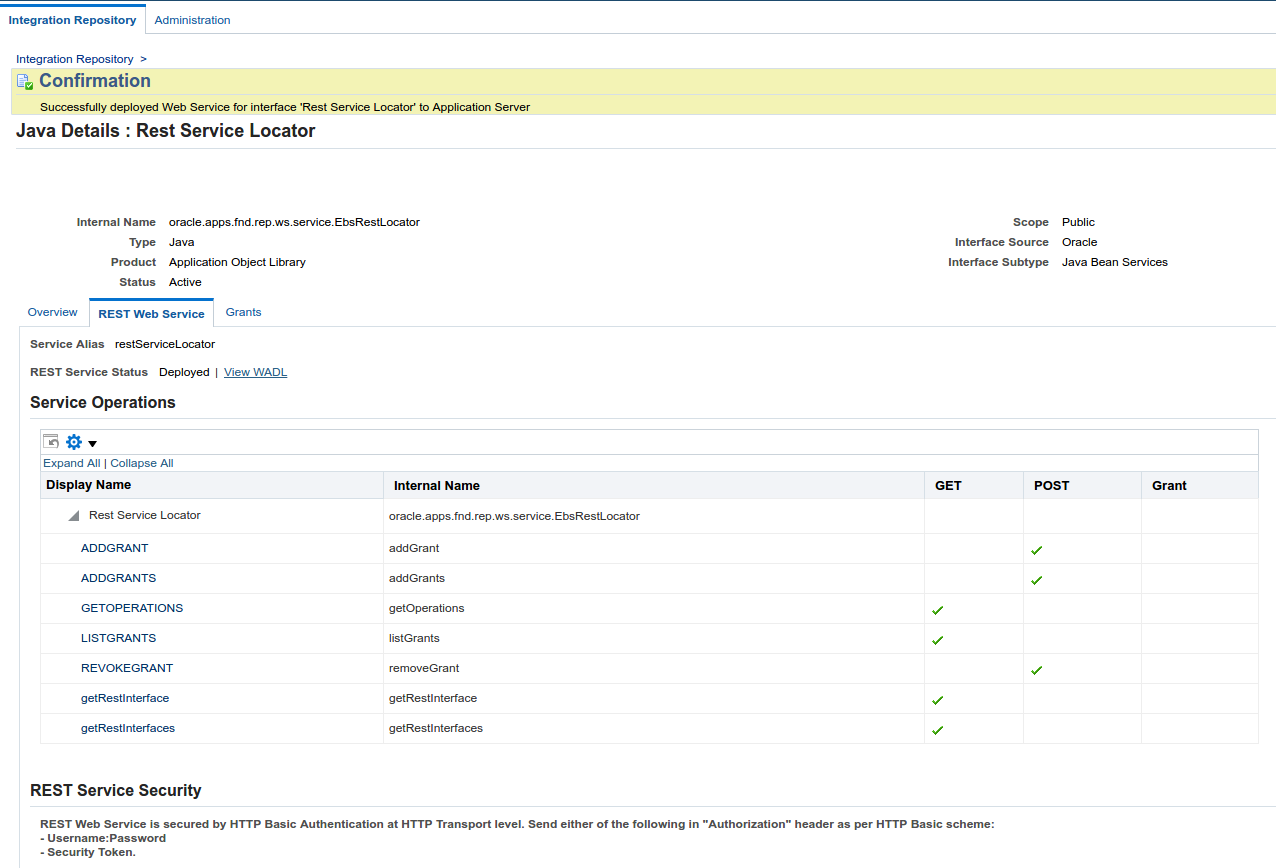 Integration Repository Administration
Integration Repository >
Confirmation
Successfully deployed Web Service for interface 'Rest Service Locator' to Application Server
Java Details : Rest Service Locator
Internal Name oracle.apps.fnd.rep.ws.service.EbsRestLocator Scope Public
Type Java Interface Source Oracle
Product Application Object Library Interface Subtype Java Bean Services
Status Active
Overview REST Web Service Grants
Service Alias restServiceLocator
REST Service Status Deployed | View WADL
Service Operations
Expand All | Collapse All
Display Name Internal Name GET POST Grant
Rest Service Locator oracle.apps.fnd.rep.ws.service.EbsRestLocator
ADDGRANT addGrant
ADDGRANTS addGrants
GETOPERATIONS getOperations
LISTGRANTS listGrants
REVOKEGRANT removeGrant
getRestInterface getRestInterface
getRestInterfaces getRestInterfaces
REST Service Security
REST Web Service is secured by HTTP Basic Authentication at HTTP Transport level. Send either of the following in "Authorization" header as per HTTP Basic scheme:
- Username:Password
- Security Token.